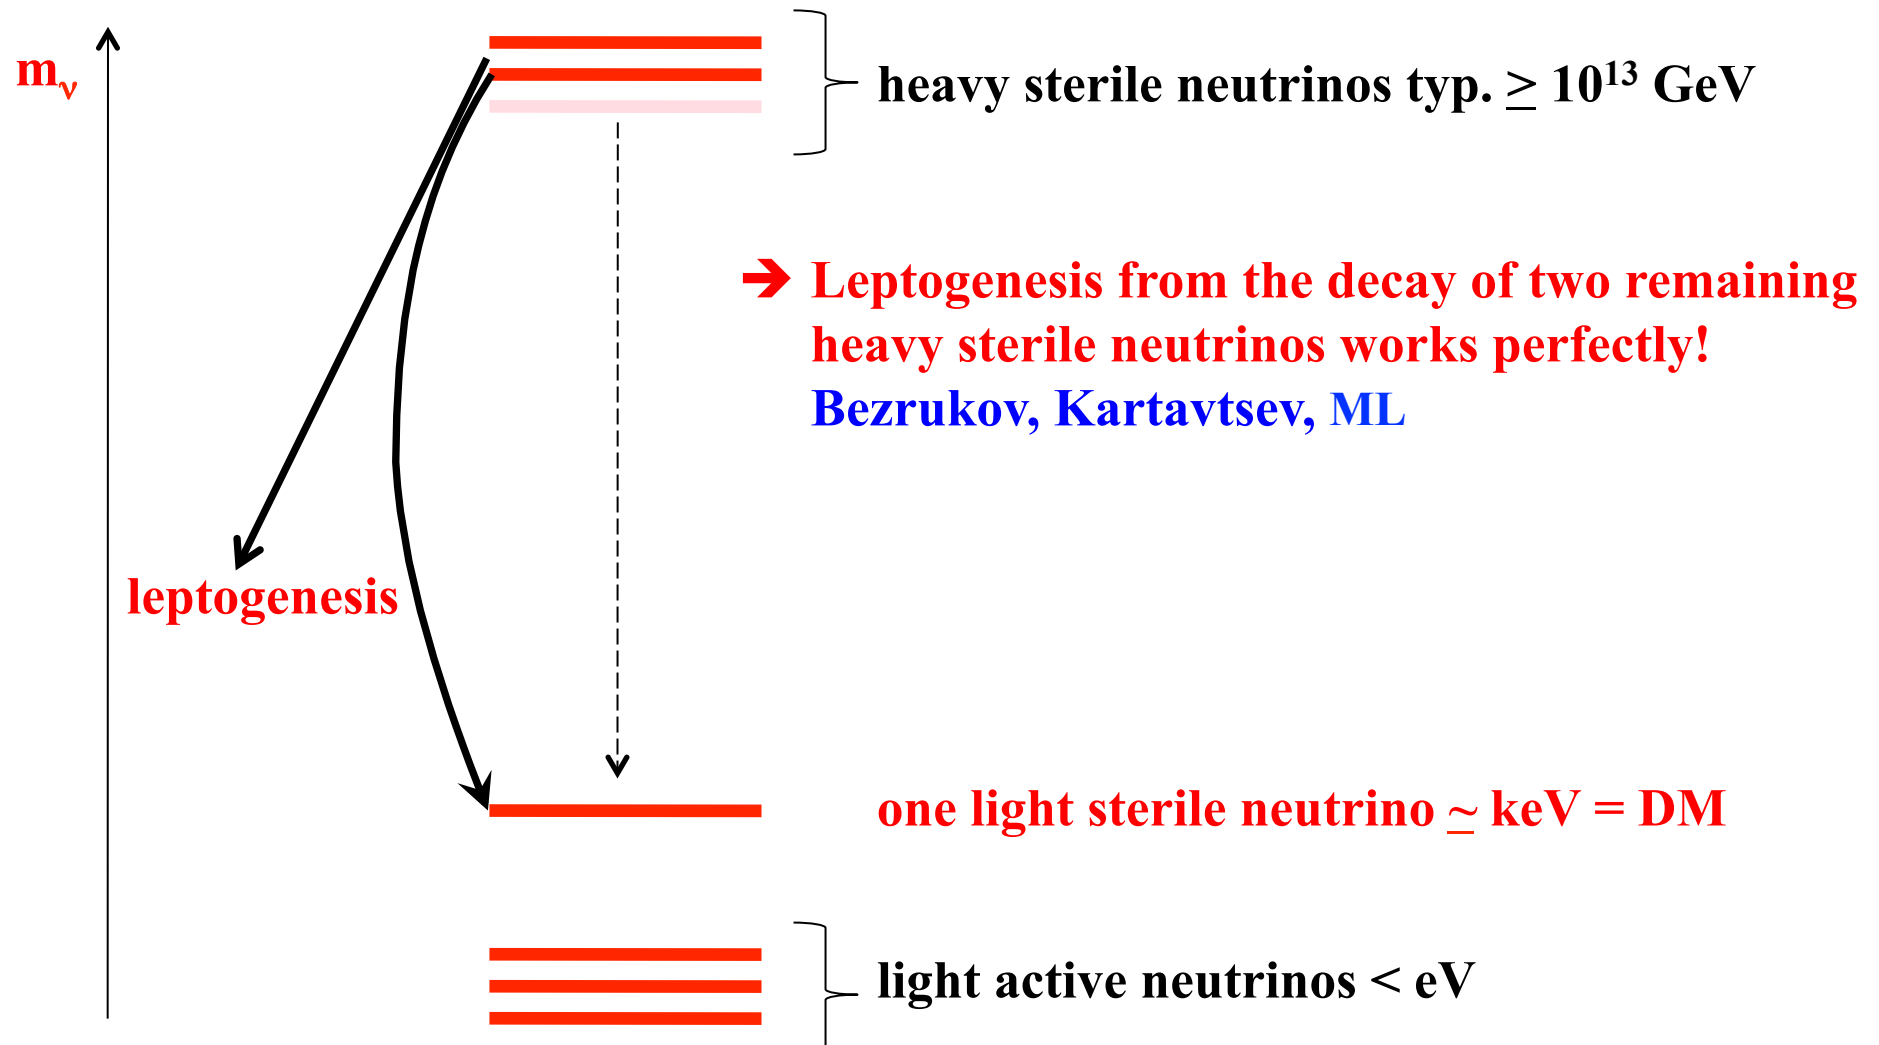 mν
heavy sterile neutrinos typ. ≥ 10¹³ GeV
➔ Leptogenesis from the decay of two remaining
heavy sterile neutrinos works perfectly!
Bezrukov, Kartavtsev, ML
leptogenesis
one light sterile neutrino ~ keV = DM
light active neutrinos < eV